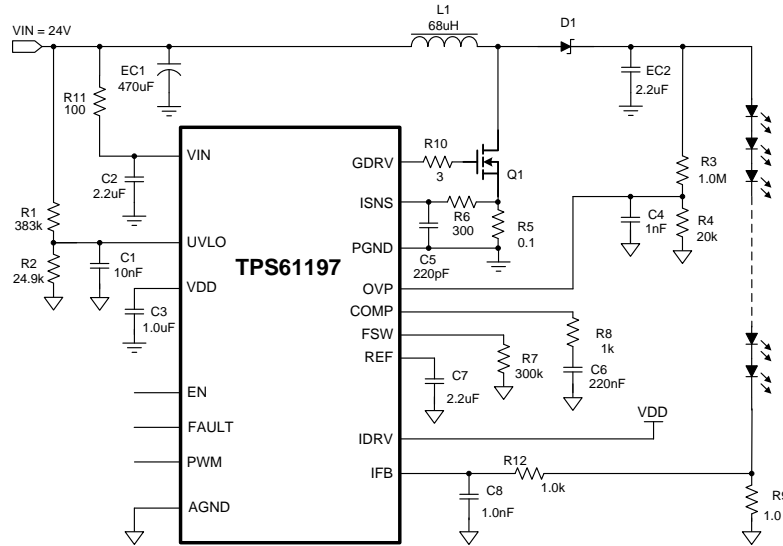 VIN = 24V
L1
68uH
D1
EC1
470uF
EC2
2.2uF
R11
100
VIN
C2
2.2uF
GDRV
R10
3
Q1
R3
1.0M
R1
383k
ISNS
R6
300
R5
0.1
C4
1nF
R4
20k
UVLO
PGND
C5
220pF
R2
24.9k
C1
10nF
TPS61197
VDD
OVP
C3
1.0uF
COMP
FSW
R8
1k
REF
R7
300k
C6
220nF
C7
2.2uF
EN
FAULT
VDD
IDRV
PWM
IFB
R12
1.0k
C8
1.0nF
AGND
R9
1.0